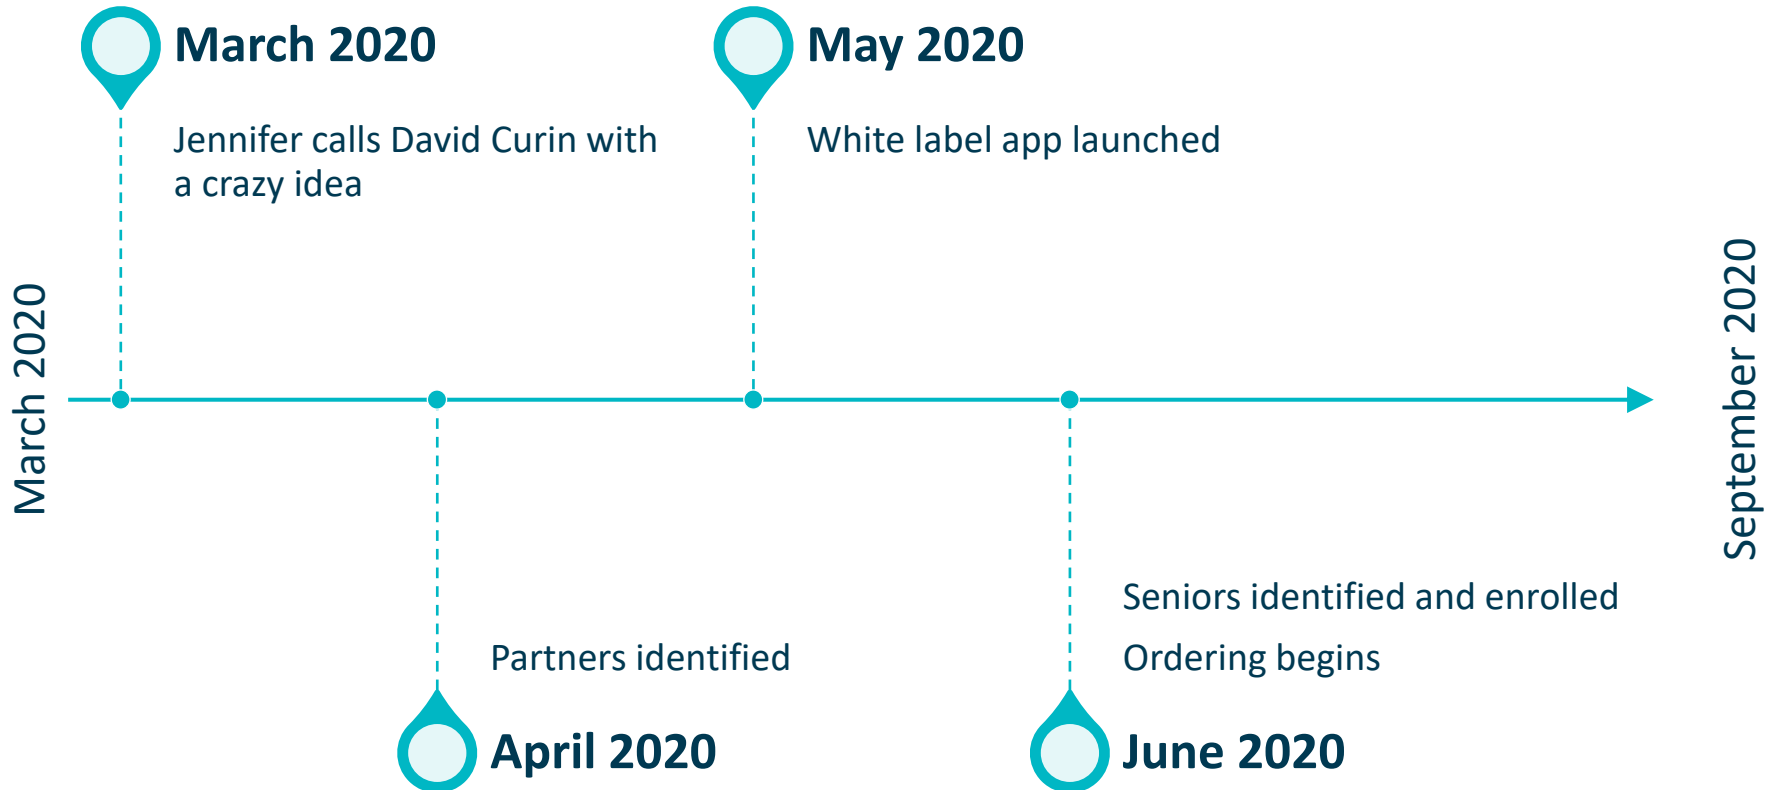 March 2020
Jennifer calls David Curin with
a crazy idea
May 2020
White label app launched
March 2020
September 2020
Partners identified
April 2020
Seniors identified and enrolled
Ordering begins
June 2020